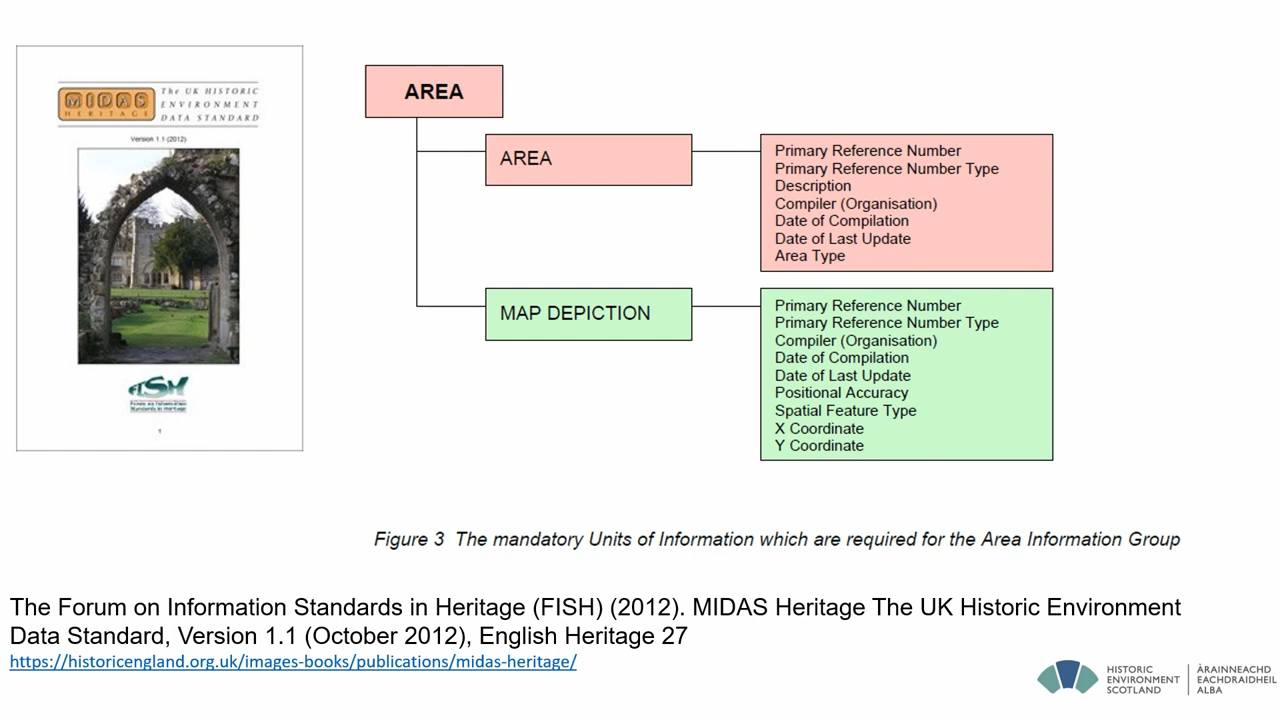 MIDAS
HERITAGE
The UK HISTORIC
ENVIRONMENT
DATA STANDARD
Version 1.1 (2012)
FISH
Forum on Information
Standards in Heritage
1
AREA
AREA
Primary Reference Number
Primary Reference Number Type
Description
Compiler (Organisation)
Date of Compilation
Date of Last Update
Area Type
MAP DEPICTION
Primary Reference Number
Primary Reference Number Type
Compiler (Organisation)
Date of Compilation
Date of Last Update
Positional Accuracy
Spatial Feature Type
X Coordinate
Y Coordinate
Figure 3 The mandatory Units of Information which are required for the Area Information Group
The Forum on Information Standards in Heritage (FISH) (2012). MIDAS Heritage The UK Historic Environment
Data Standard, Version 1.1 (October 2012), English Heritage 27
https://historicengland.org.uk/images-books/publications/midas-heritage/
HISTORIC
ENVIRONMENT
SCOTLAND
ÀRAINNEACHD
EACHDRAIDHEIL
ALBA